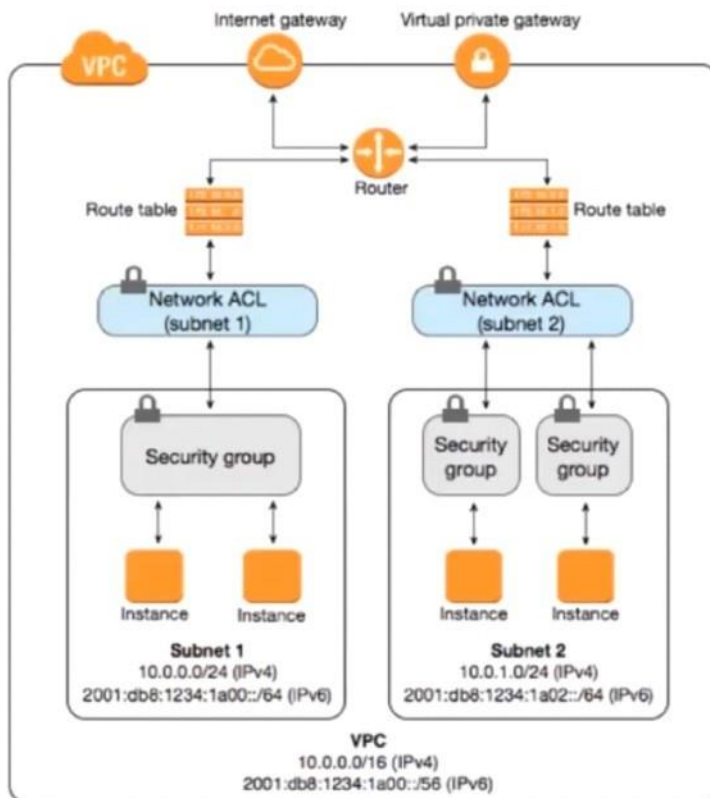 Internet gateway
Virtual private gateway
VPC
Router
Route table
Route table
Network ACL
(subnet 1)
Network ACL
(subnet 2)
Security group
Security
group
Security
group
Instance
Instance
Instance
Instance
Subnet 1
10.0.0.0/24 (IPv4)
2001:db8:1234:1a00::/64 (IPv6)
Subnet 2
10.0.1.0/24 (IPv4)
2001:db8:1234:1a02::/64 (IPv6)
VPC
10.0.0.0/16 (IPv4)
2001:db8:1234:1a00::/56 (IPv6)